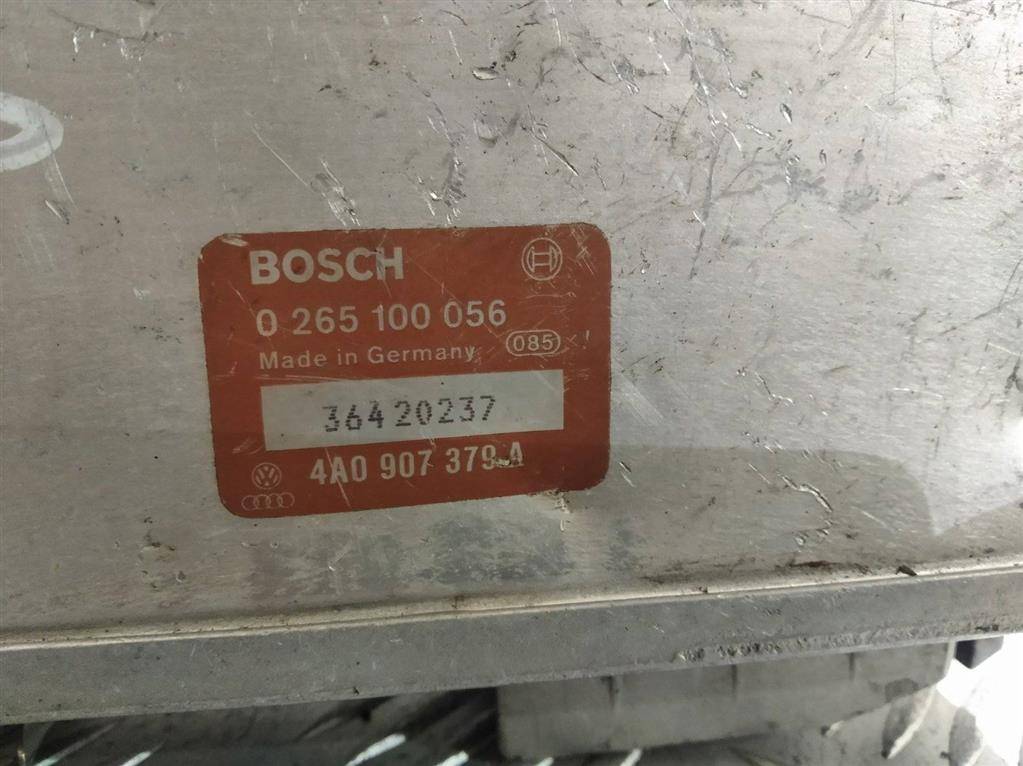 BOSCH
0 265 100 056
Made in Germany 085
36420237
4A0 907 379 A